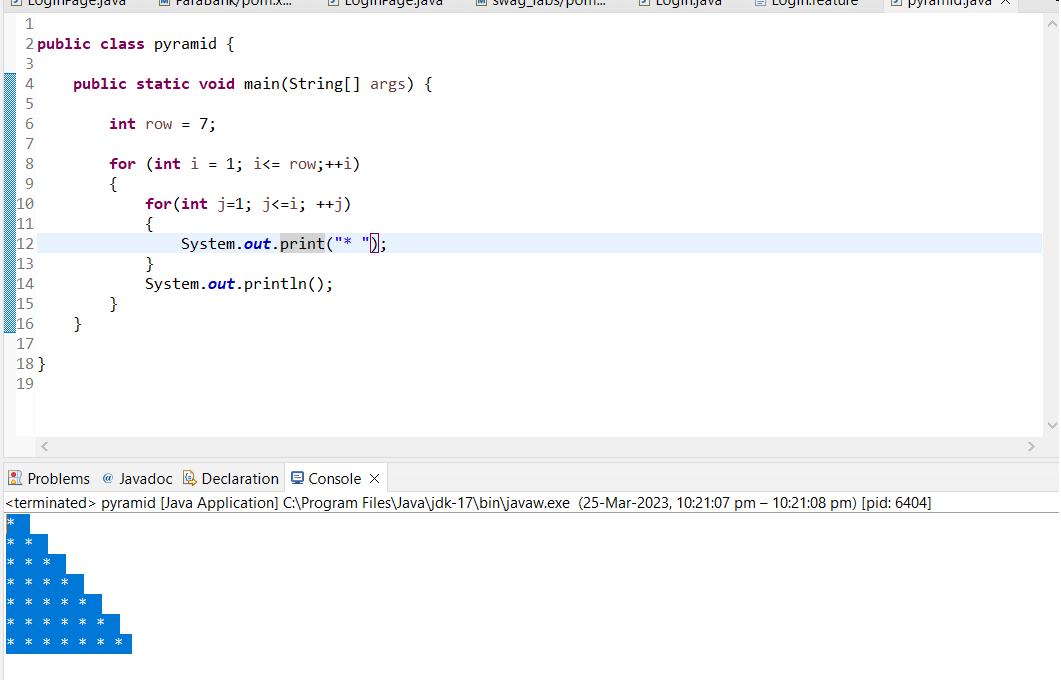 LoginPage.java ParaBank/pom.x... LoginPage.java swag_labs/pom... Login.java Login.feature pyramid.java
1
2 public class pyramid {
3
4 public static void main(String[] args) {
5
6 int row = 7;
7
8 for (int i = 1; i<= row;++i)
9 {
10 for(int j=1; j<=i; ++j)
11 {
12 System.out.print("* ");
13 }
14 System.out.println();
15 }
16 }
17
18 }
19
Problems @ Javadoc Declaration Console
<terminated> pyramid [Java Application] C:\Program Files\Java\jdk-17\bin\javaw.exe (25-Mar-2023, 10:21:07 pm – 10:21:08 pm) [pid: 6404]
*
* *
* * *
* * * *
* * * * *
* * * * * *
* * * * * * *